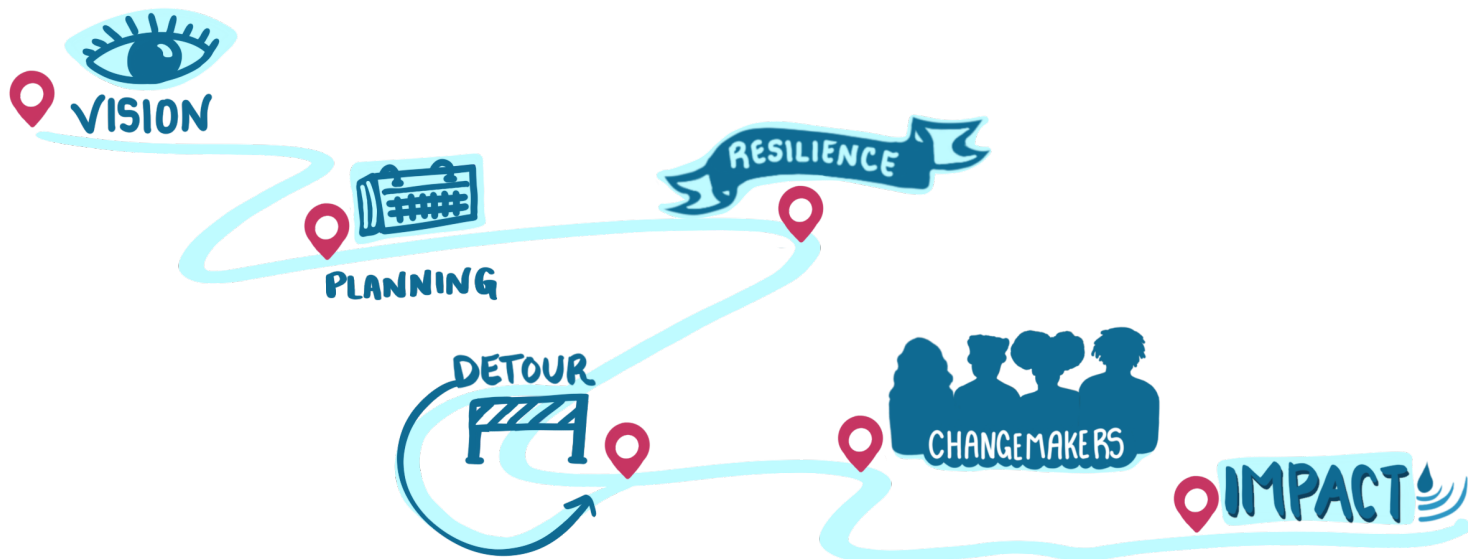 VISION
PLANNING
RESILIENCE
DETOUR
CHANGEMAKERS
IMPACT